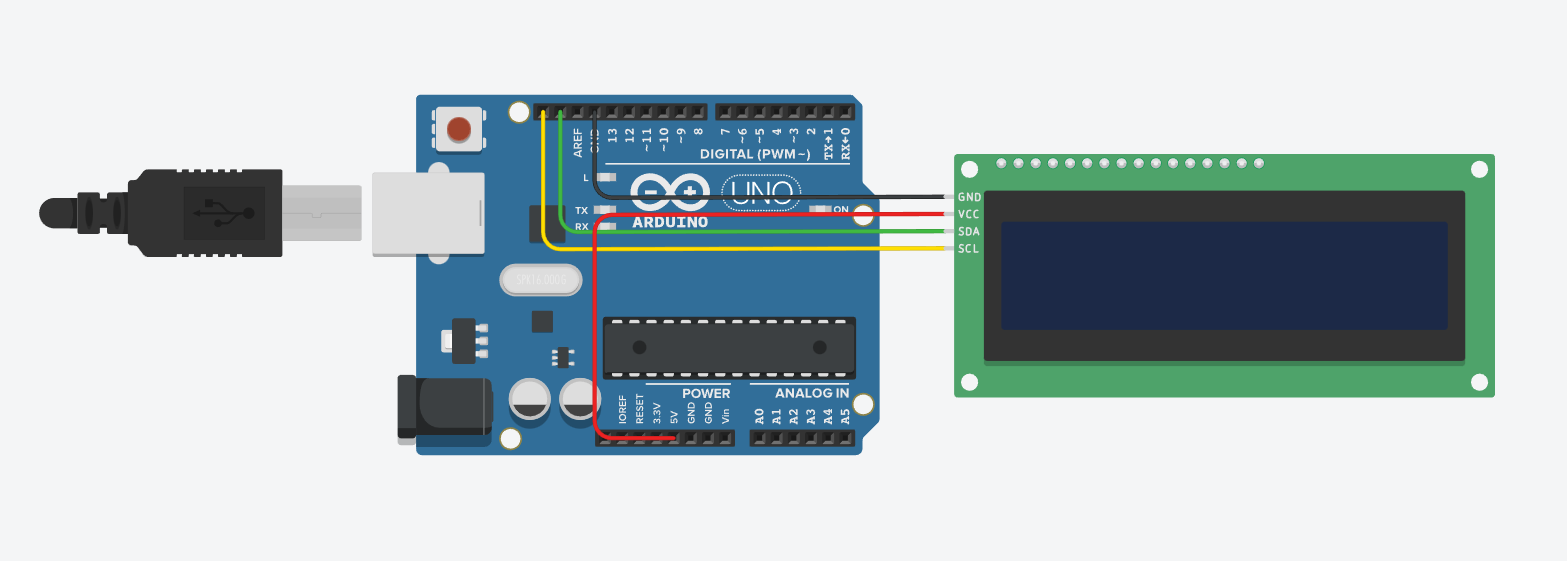 AREF
GND
13
12
~11
~10
~9
8
7
~6
~5
4
~3
2
TX→1
RX←0
DIGITAL (PWM~)
L
TX
RX
UNO
ON
ARDUINO
GND
VCC
SDA
SCL
POWER
ANALOG IN
IOREF
RESET
3.3V
5V
GND
GND
Vin
A0
A1
A2
A3
A4
A5